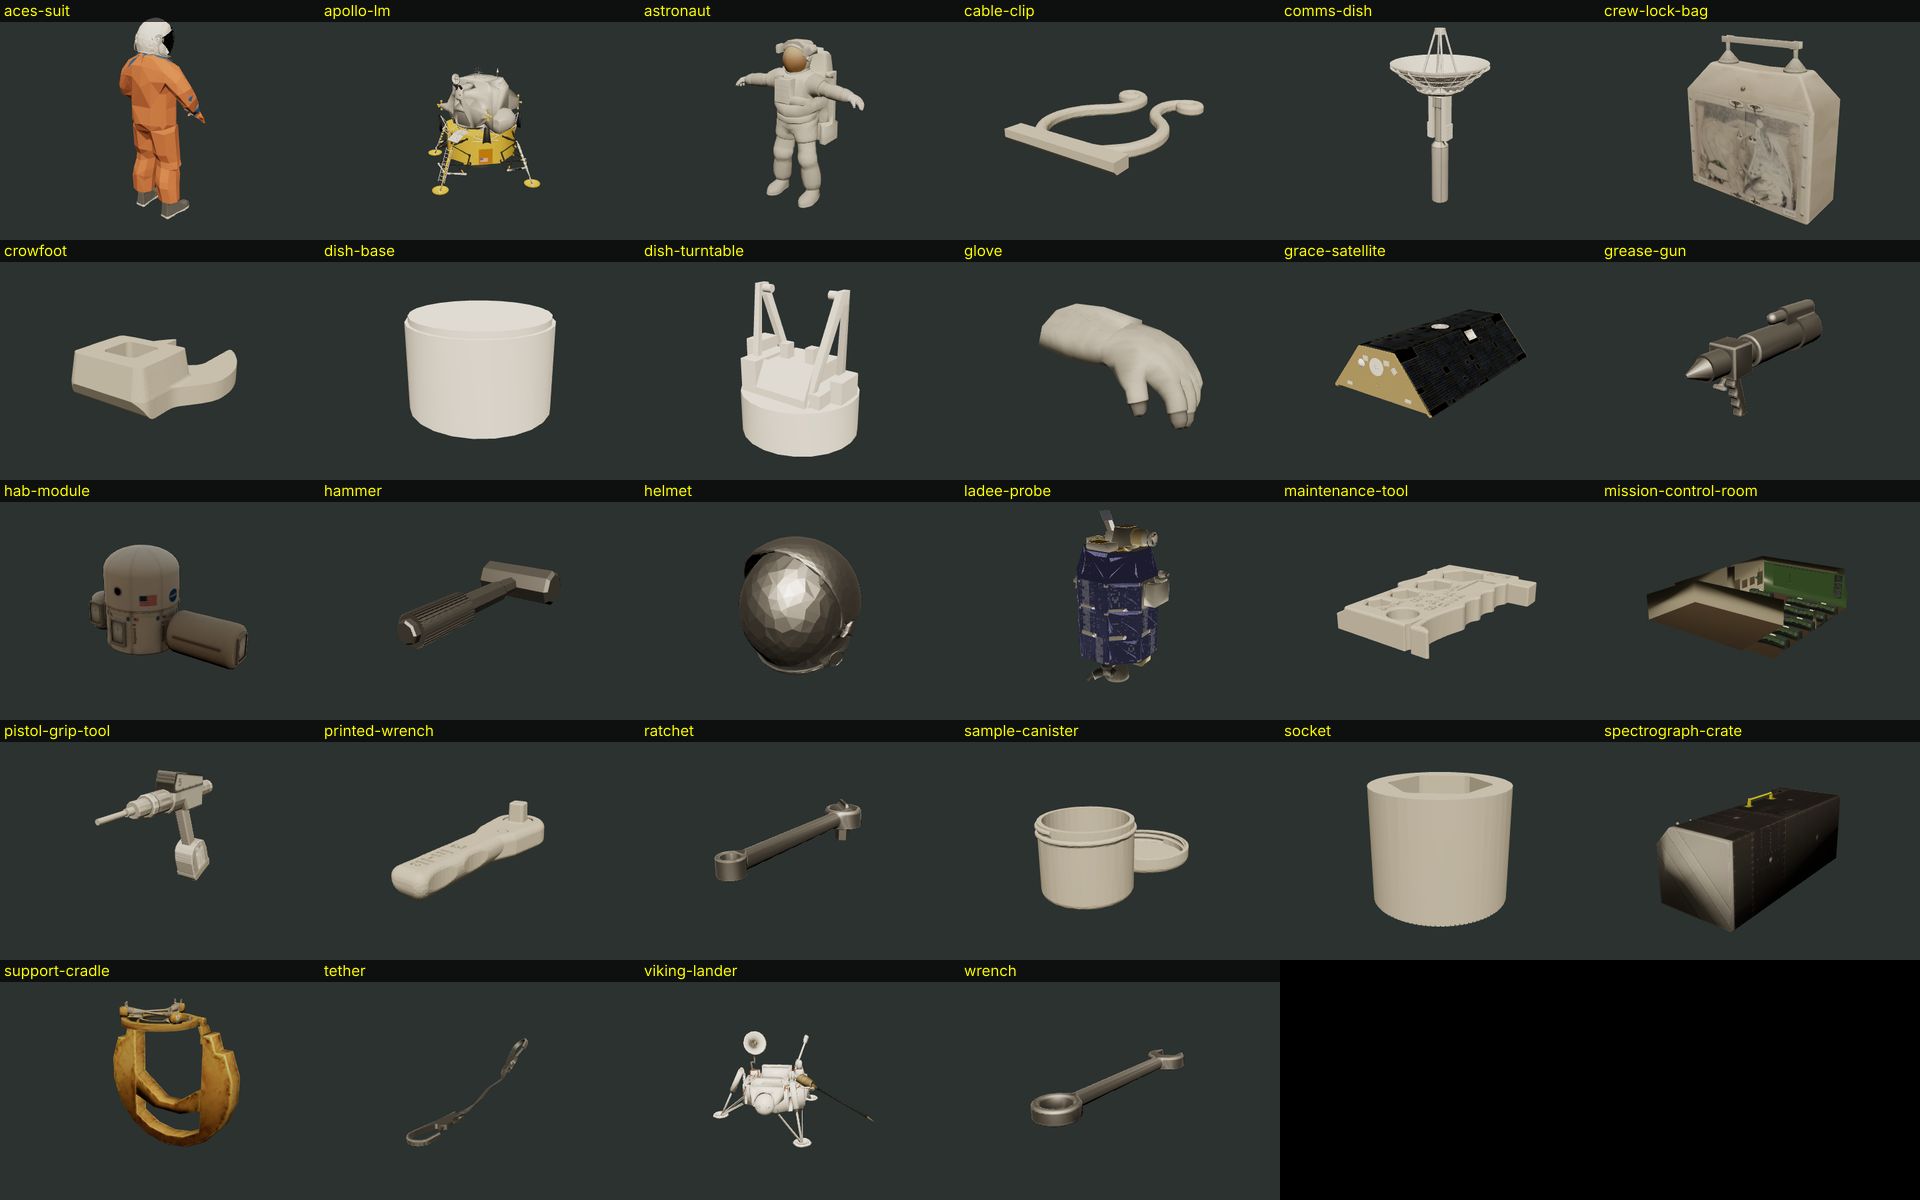 aces-suit
apollo-lm
astronaut
cable-clip
comms-dish
crew-lock-bag
crowfoot
dish-base
dish-turntable
glove
grace-satellite
grease-gun
hab-module
hammer
helmet
ladee-probe
maintenance-tool
mission-control-room
pistol-grip-tool
printed-wrench
ratchet
sample-canister
socket
spectrograph-crate
support-cradle
tether
viking-lander
wrench